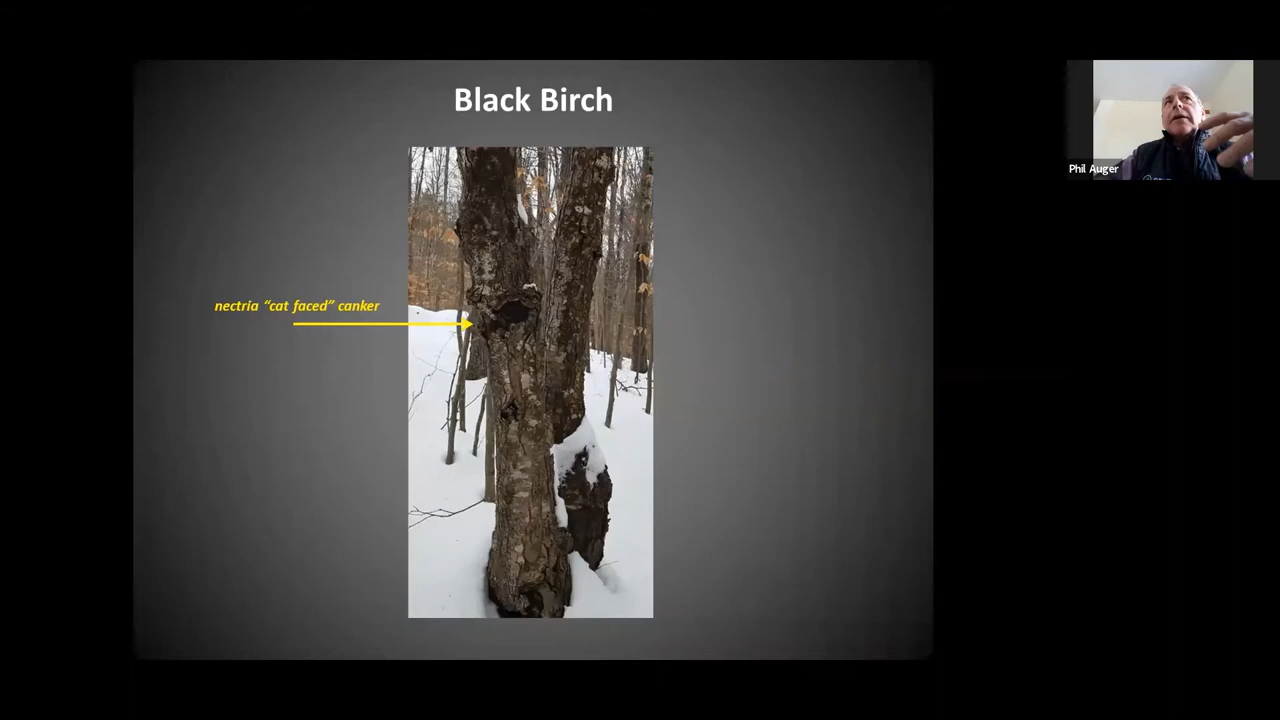 Black Birch
nectria “cat faced” canker
Phil Auger